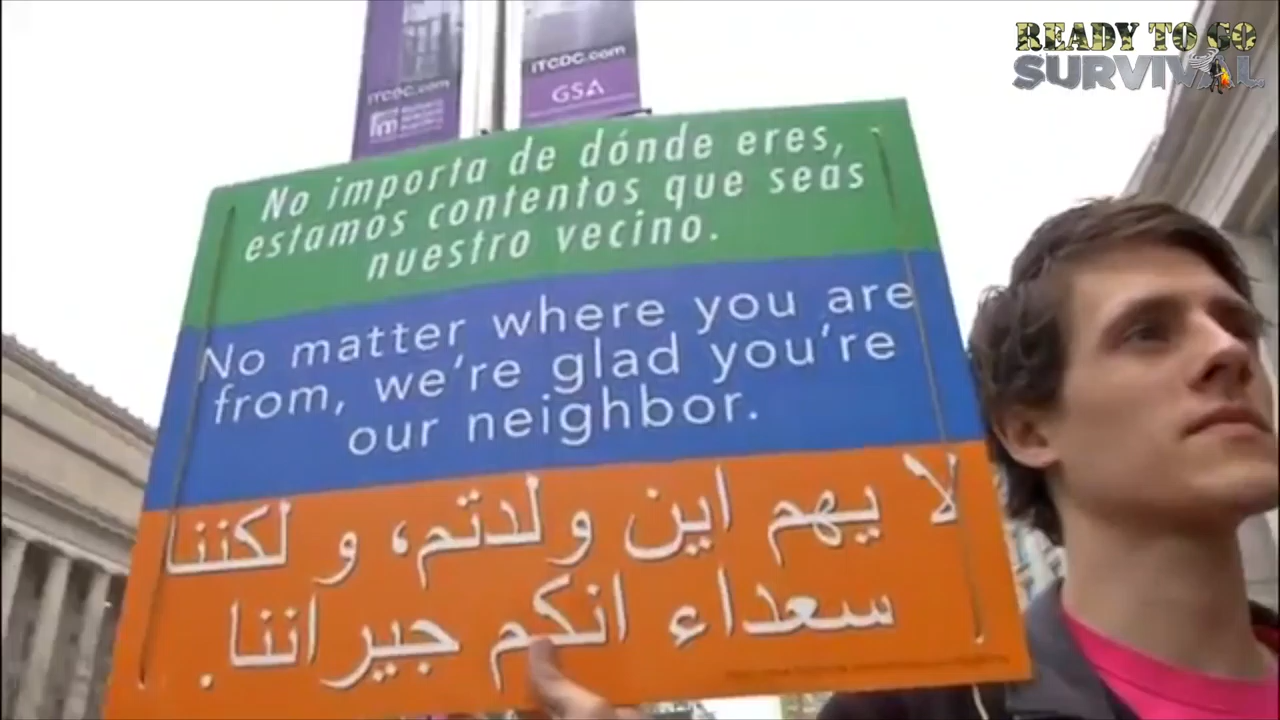 READY TO GO
SURVIVAL
ITCDC.com
ITCDC.com
GSA
No importa de dónde eres,
estamos contentos que seas
nuestro vecino.
No matter where you are
from, we're glad you're
our neighbor.
لا يهم اين ولدتم، و لكننا
سعداء انكم جيراننا.